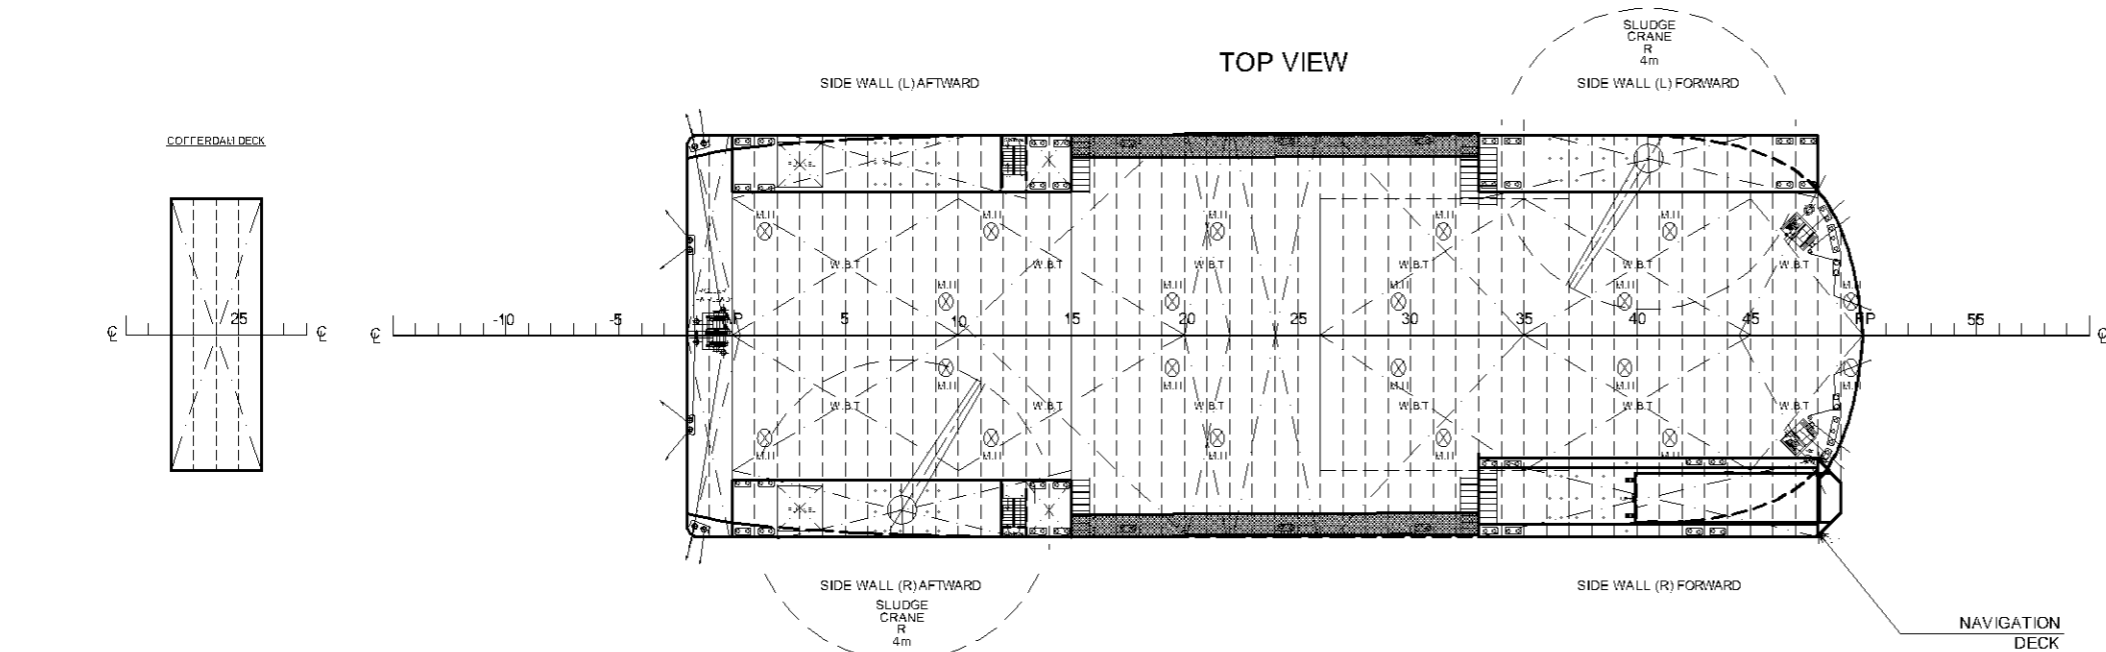 SLUDGE
CRANE
R
4m
TOP VIEW
SIDE WALL (L) AFTWARD
SIDE WALL (L) FORWARD
COFFERDAM DECK
M.H
M.H
M.H
M.H
M.H
W.B.T
W.B.T
W.B.T
W.B.T
W.B.T
W.B.T
M.H
M.H
M.H
M.H
M.H
25
-10
-5
AP
5
10
15
20
25
30
35
40
45
FP
55
M.H
M.H
M.H
M.H
M.H
W.B.T
W.B.T
W.B.T
W.B.T
W.B.T
W.B.T
M.H
M.H
M.H
M.H
M.H
SIDE WALL (R) AFTWARD
SLUDGE
CRANE
R
4m
SIDE WALL (R) FORWARD
NAVIGATION
DECK